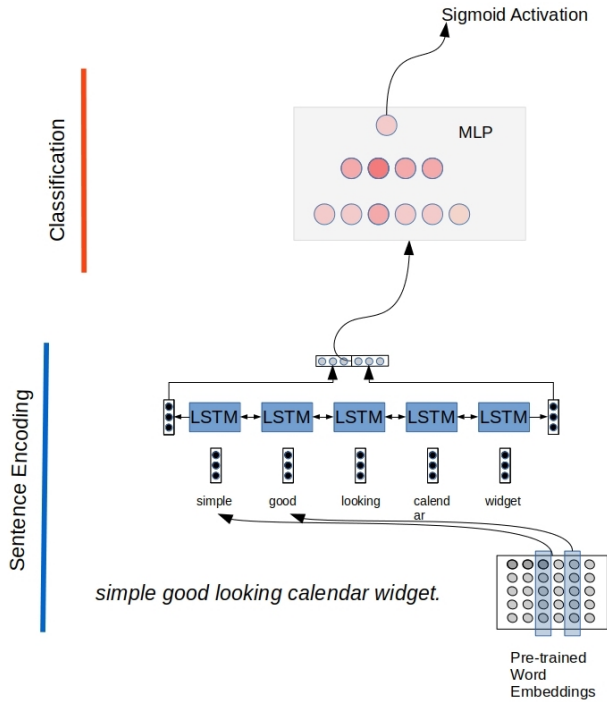 Sigmoid Activation
MLP
Classification
LSTM LSTM LSTM LSTM LSTM
simple good looking calend widget
ar
Sentence Encoding
simple good looking calendar widget.
Pre-trained
Word
Embeddings